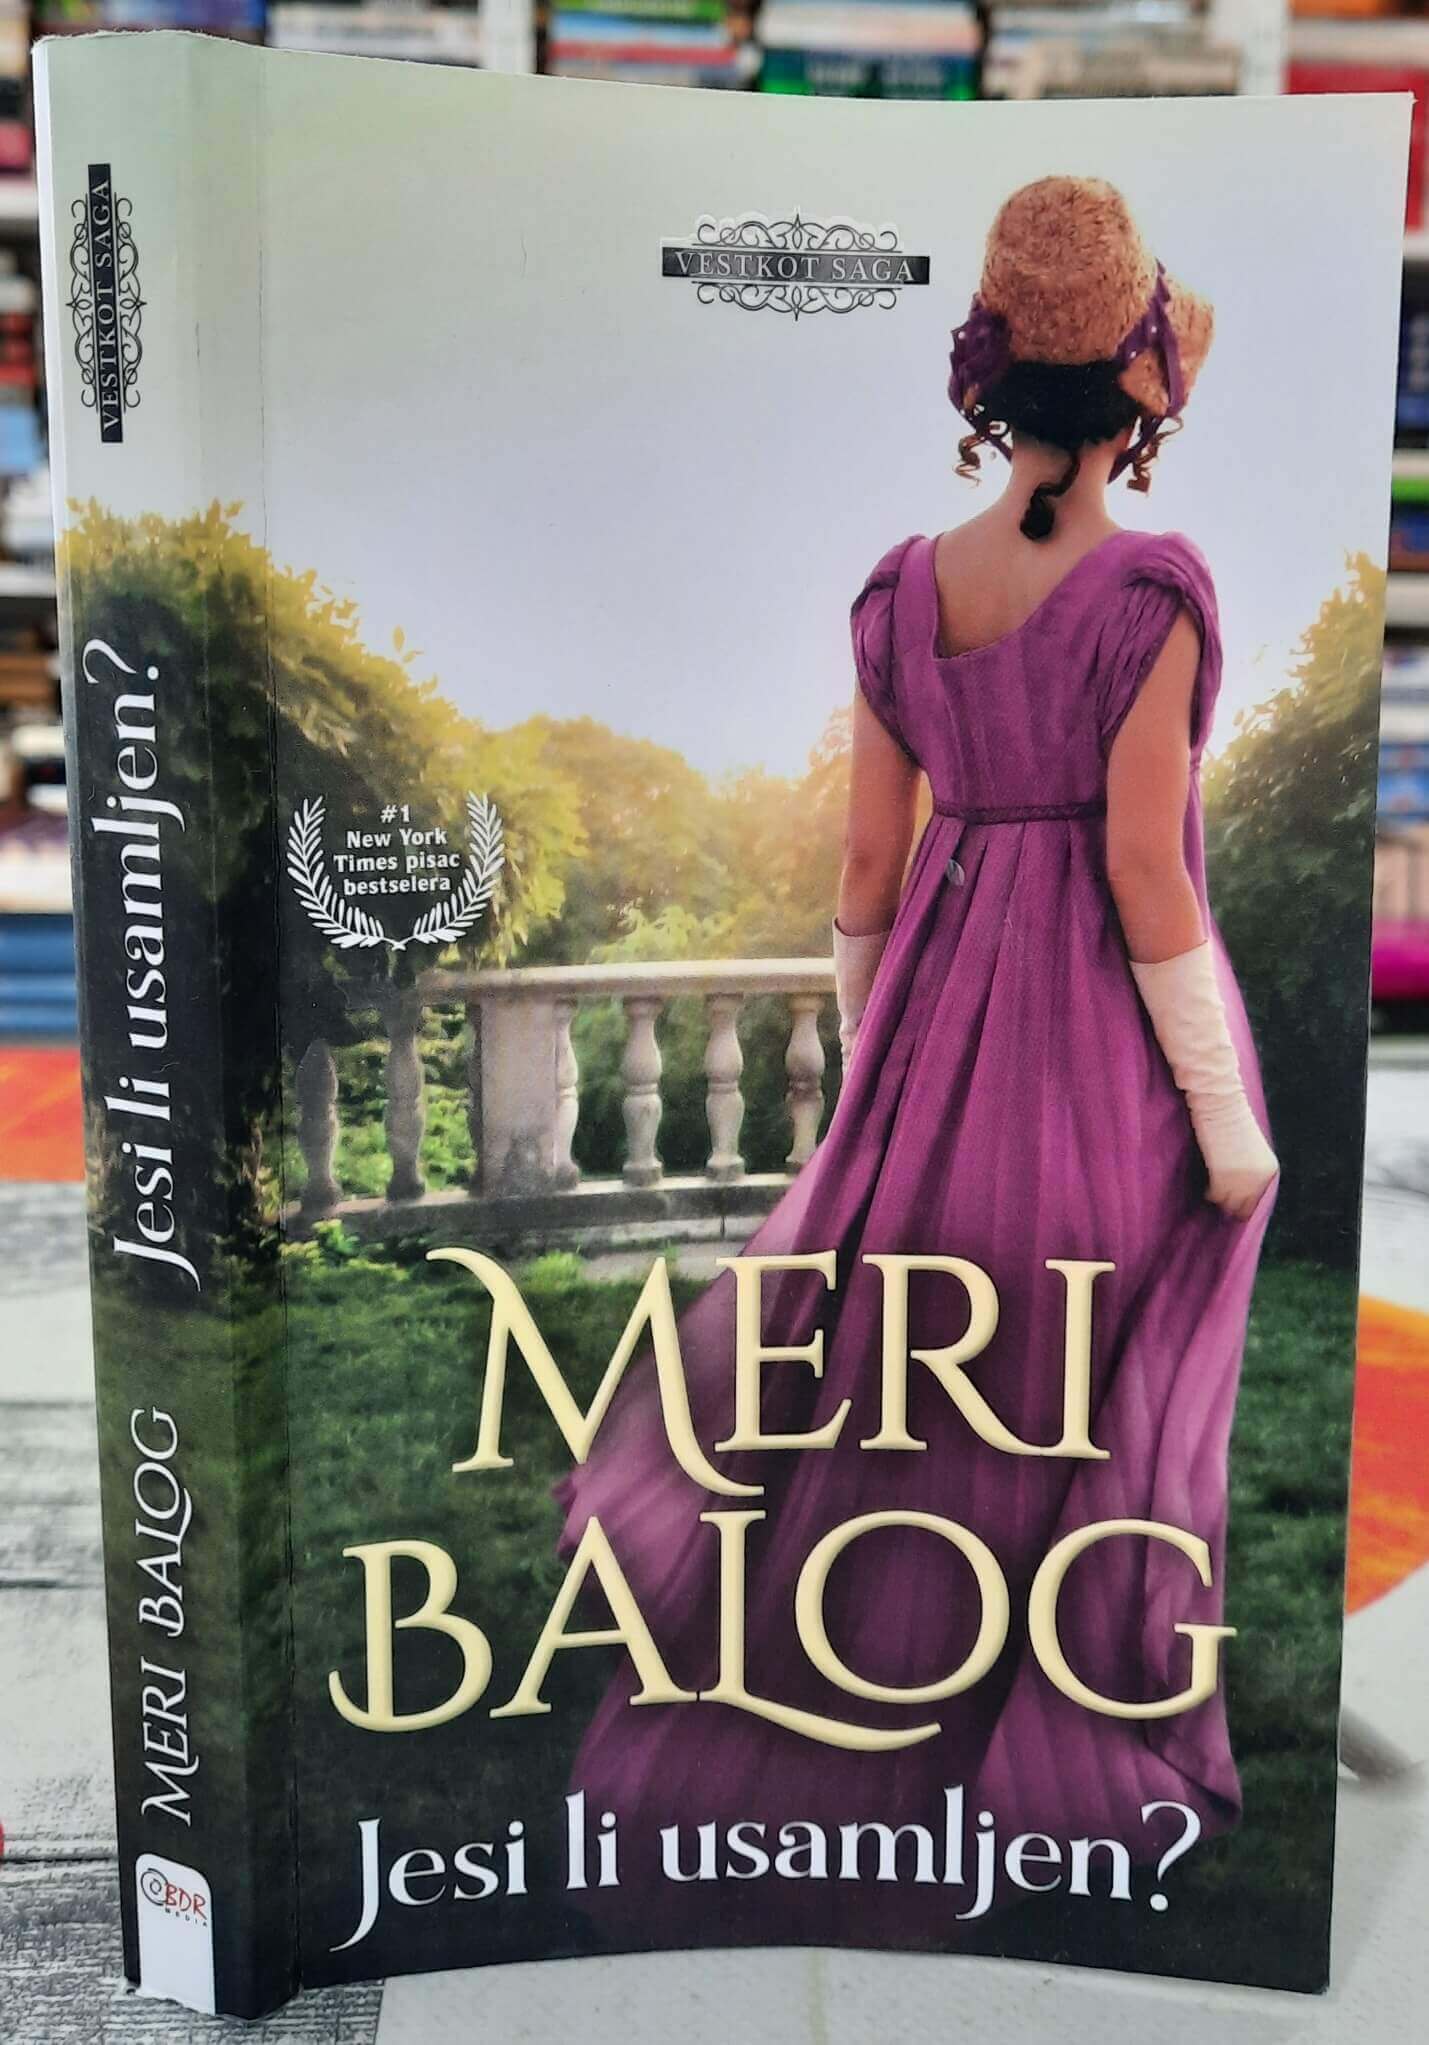 VESTKOT SAGA
Jesi li usamljen?
MERI BALOG
BDR
MEDIA
VESTKOT SAGA
#1
New York
Times pisac
bestselera
MERI
BALOG
Jesi li usamljen?